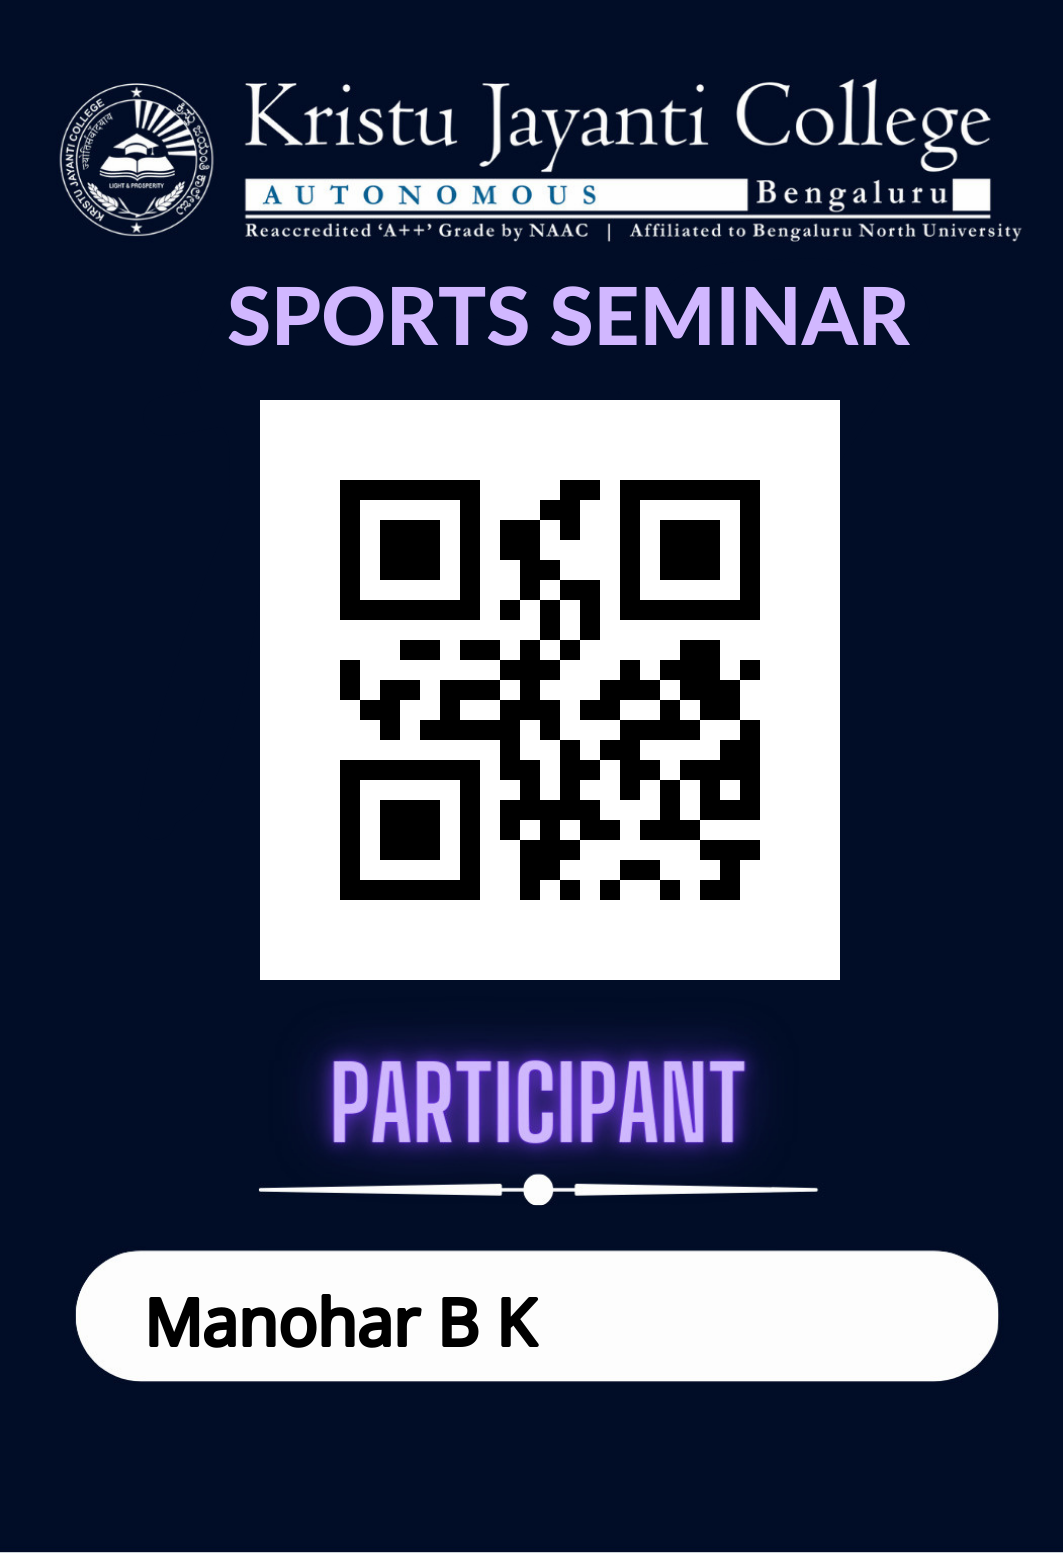 KRISTU JAYANTI COLLEGE
LIGHT & PROSPERITY
Kristu Jayanti College
AUTONOMOUS Bengaluru
Reaccredited ‘A++’ Grade by NAAC | Affiliated to Bengaluru North University
SPORTS SEMINAR
PARTICIPANT
Manohar B K